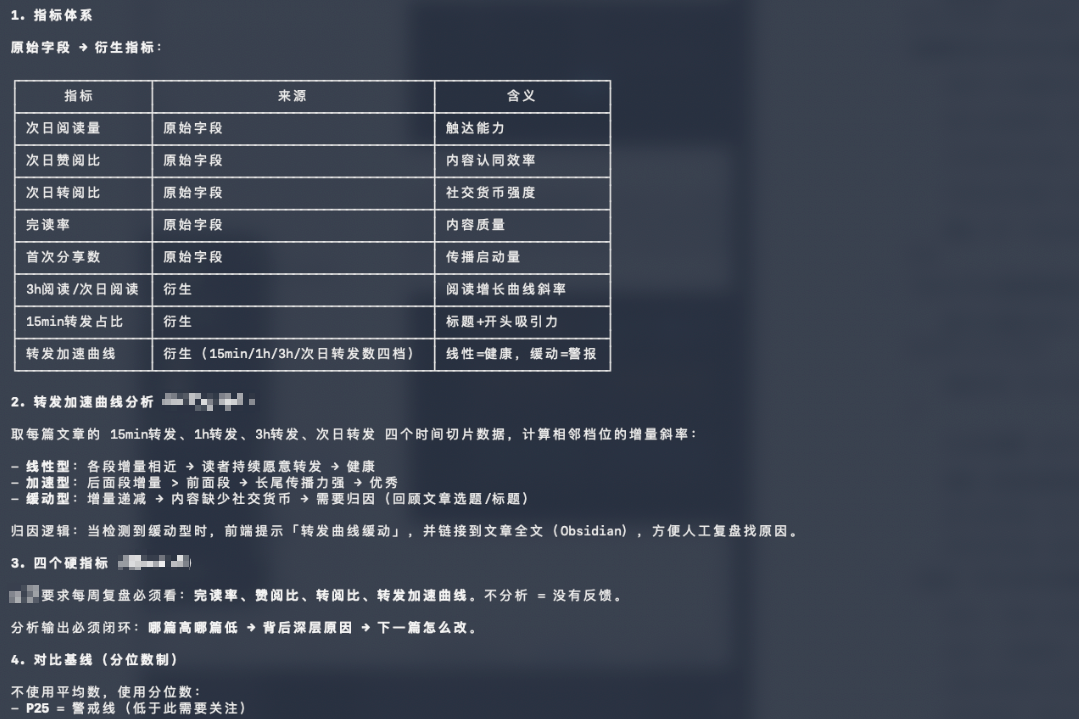 1. 指标体系
原始字段 → 衍生指标:
指标 来源 含义
次日阅读量 原始字段 触达能力
次日赞阅比 原始字段 内容认同效率
次日转阅比 原始字段 社交货币强度
完读率 原始字段 内容质量
首次分享数 原始字段 传播启动量
3h阅读/次日阅读 衍生 阅读增长曲线斜率
15min转发占比 衍生 标题+开头吸引力
转发加速曲线 衍生（15min/1h/3h/次日转发数四档） 线性=健康，缓动=警报
2. 转发加速曲线分析
取每篇文章的 15min转发、1h转发、3h转发、次日转发 四个时间切片数据，计算相邻档位的增量斜率:
- 线性型: 各段增量相近 → 读者持续愿意转发 → 健康
- 加速型: 后面段增量 > 前面段 → 长尾传播力强 → 优秀
- 缓动型: 增量递减 → 内容缺少社交货币 → 需要归因（回顾文章选题/标题）
归因逻辑: 当检测到缓动型时，前端提示「转发曲线缓动」，并链接到文章全文（Obsidian），方便人工复盘找原因。
3. 四个硬指标
要求每周复盘必须看: 完读率、赞阅比、转阅比、转发加速曲线。不分析 = 没有反馈。
分析输出必须闭环: 哪篇高哪篇低 → 背后深层原因 → 下一篇怎么改。
4. 对比基线（分位数制）
不使用平均数，使用分位数:
- P25 = 警戒线（低于此需要关注）